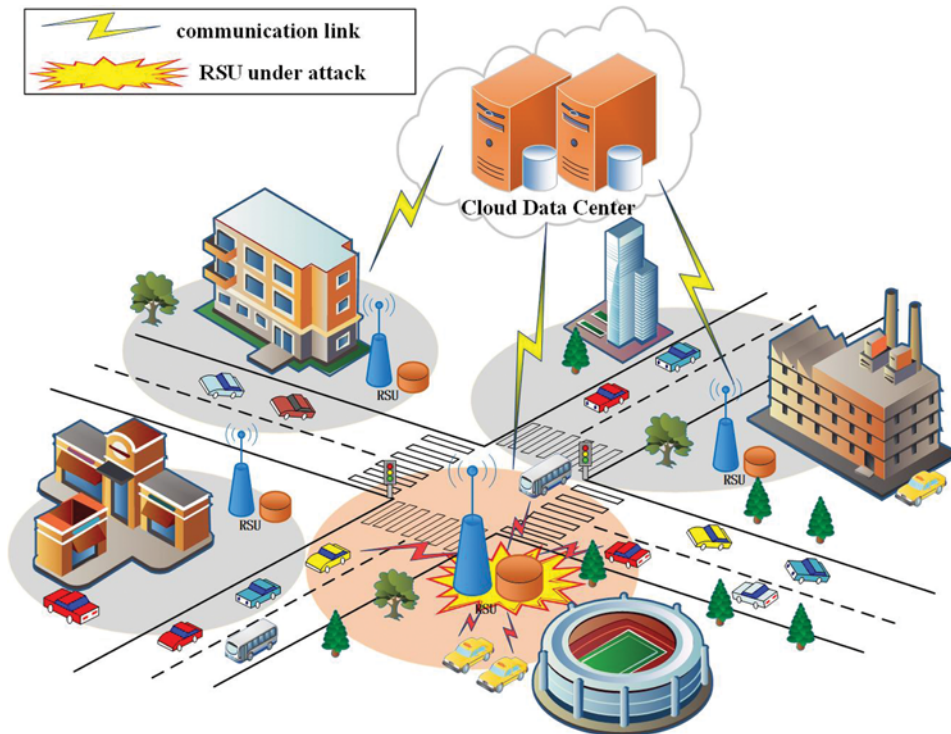 communication link
RSU under attack
Cloud Data Center
RSU
RSU
RSU
RSU